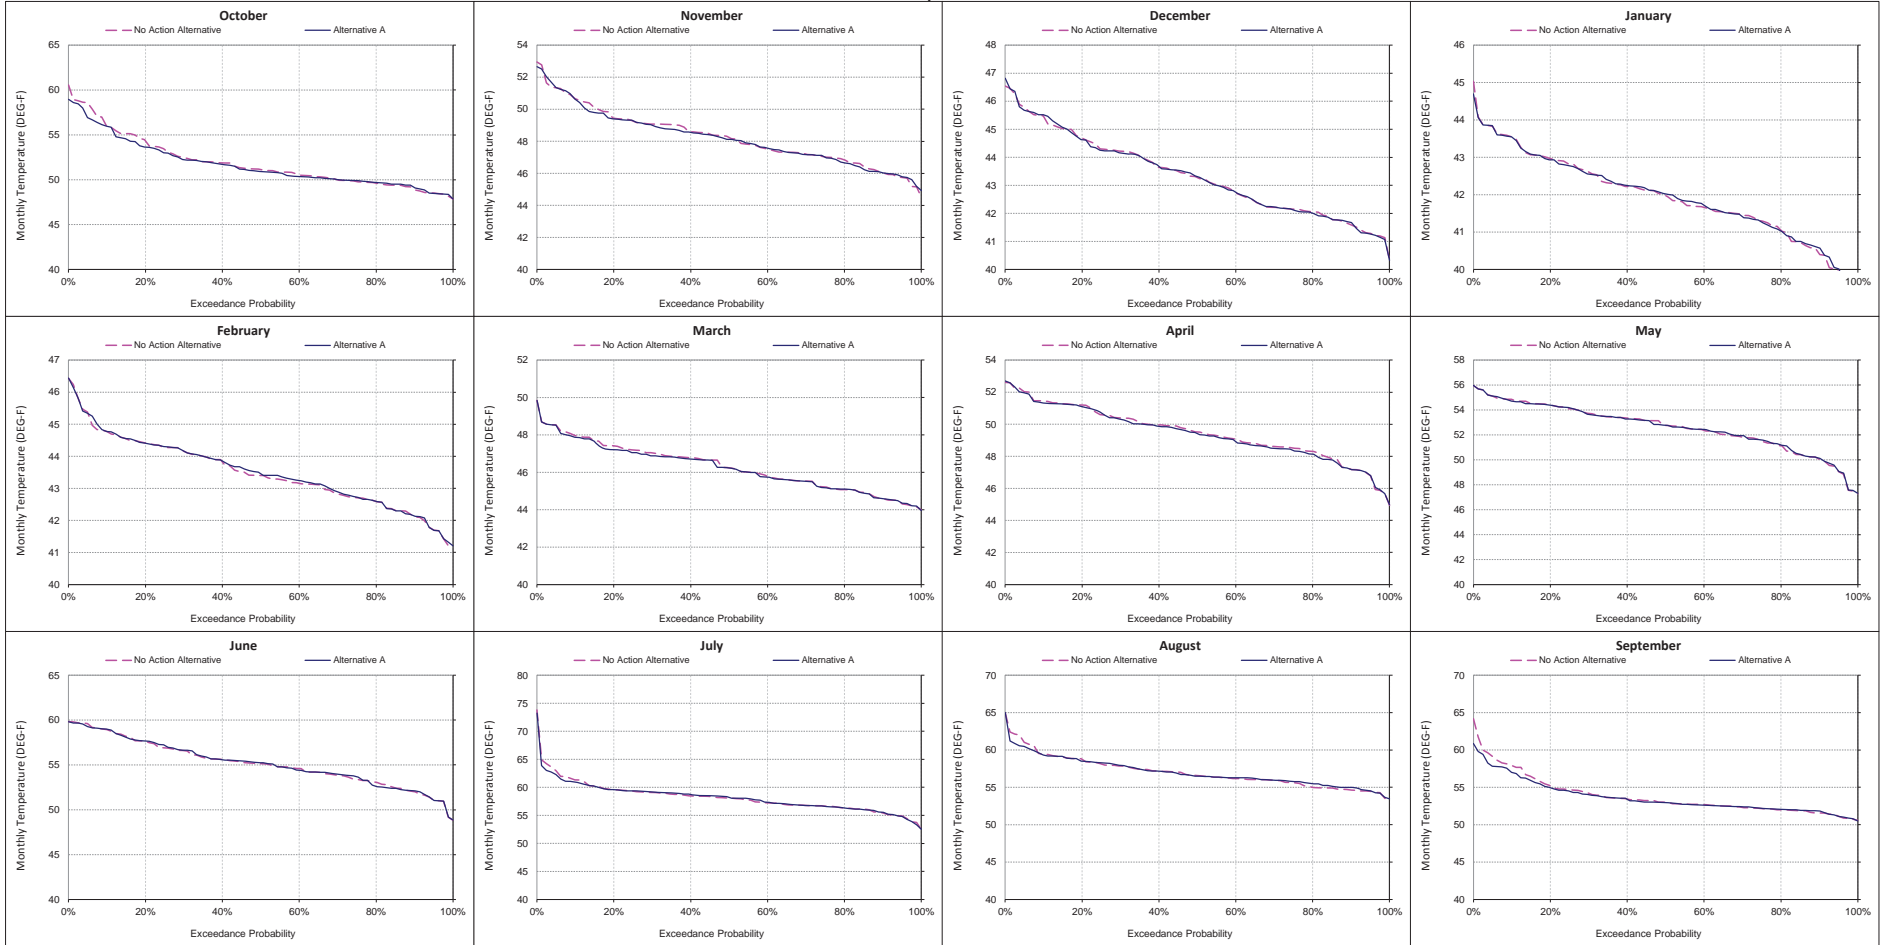 October
No Action Alternative Alternative A
Monthly Temperature (DEG-F)
65
60
55
50
45
40
0% 20% 40% 60% 80% 100%
Exceedance Probability
November
No Action Alternative Alternative A
Monthly Temperature (DEG-F)
54
52
50
48
46
44
42
40
0% 20% 40% 60% 80% 100%
Exceedance Probability
December
No Action Alternative Alternative A
Monthly Temperature (DEG-F)
48
47
46
45
44
43
42
41
40
0% 20% 40% 60% 80% 100%
Exceedance Probability
January
No Action Alternative Alternative A
Monthly Temperature (DEG-F)
46
45
44
43
42
41
40
0% 20% 40% 60% 80% 100%
Exceedance Probability
February
No Action Alternative Alternative A
Monthly Temperature (DEG-F)
47
46
45
44
43
42
41
40
0% 20% 40% 60% 80% 100%
Exceedance Probability
March
No Action Alternative Alternative A
Monthly Temperature (DEG-F)
52
50
48
46
44
42
40
0% 20% 40% 60% 80% 100%
Exceedance Probability
April
No Action Alternative Alternative A
Monthly Temperature (DEG-F)
54
52
50
48
46
44
42
40
0% 20% 40% 60% 80% 100%
Exceedance Probability
May
No Action Alternative Alternative A
Monthly Temperature (DEG-F)
58
56
54
52
50
48
46
44
42
40
0% 20% 40% 60% 80% 100%
Exceedance Probability
June
No Action Alternative Alternative A
Monthly Temperature (DEG-F)
65
60
55
50
45
40
0% 20% 40% 60% 80% 100%
Exceedance Probability
July
No Action Alternative Alternative A
Monthly Temperature (DEG-F)
80
75
70
65
60
55
50
45
40
0% 20% 40% 60% 80% 100%
Exceedance Probability
August
No Action Alternative Alternative A
Monthly Temperature (DEG-F)
70
65
60
55
50
45
40
0% 20% 40% 60% 80% 100%
Exceedance Probability
September
No Action Alternative Alternative A
Monthly Temperature (DEG-F)
70
65
60
55
50
45
40
0% 20% 40% 60% 80% 100%
Exceedance Probability